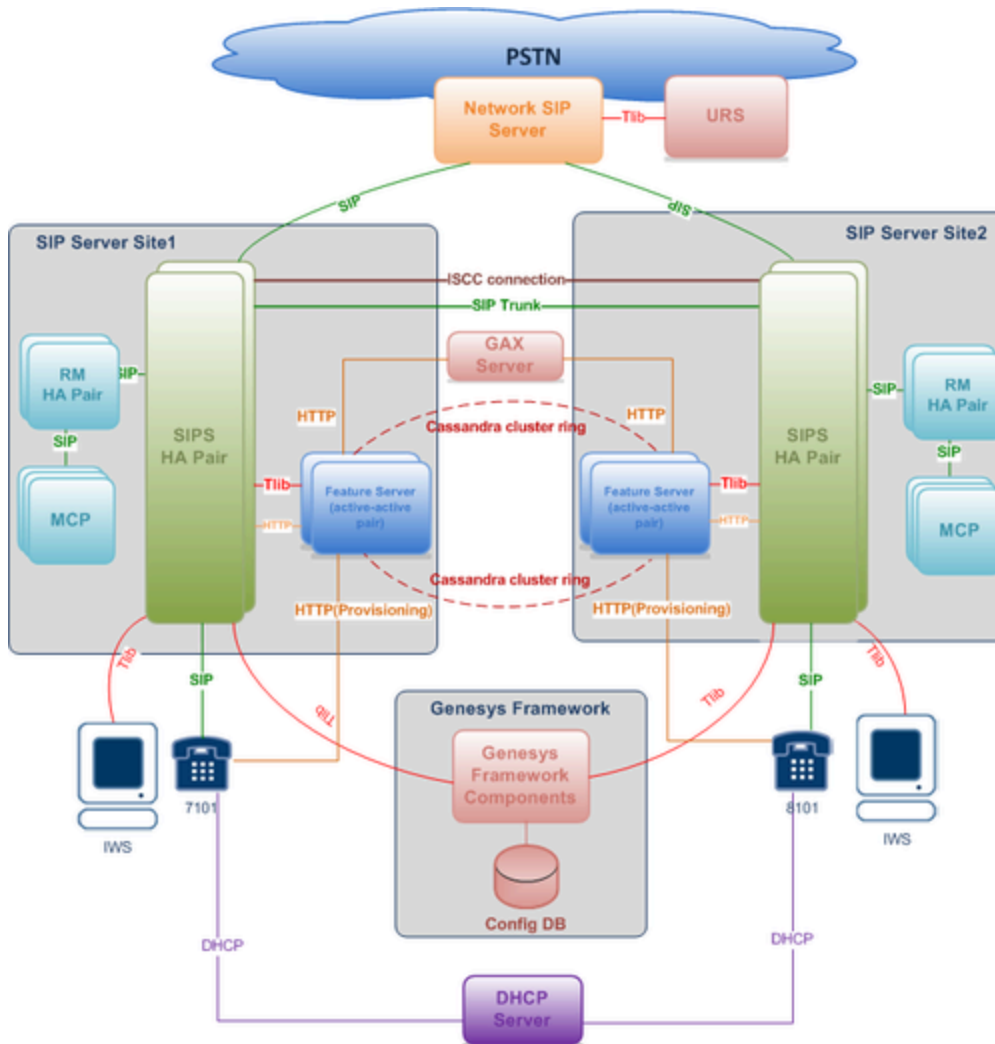 PSTN
Network SIP
Server
Tlib
URS
SIP
SIP
SIP Server Site1
SIP Server Site2
ISCC connection
SIP Trunk
GAX
Server
RM
HA Pair
SIP
SIP
MCP
SIPS
HA Pair
HTTP
HTTP
Cassandra cluster ring
Tlib
HTTP
Feature Server
(active-active
pair)
Feature Server
(active-active
pair)
Tlib
HTTP
SIPS
HA Pair
SIP
RM
HA Pair
SIP
MCP
Cassandra cluster ring
HTTP(Provisioning)
HTTP(Provisioning)
Tlib
SIP
Tlib
Tlib
SIP
Tlib
Genesys Framework
Genesys
Framework
Components
Config DB
IWS
7101
8101
IWS
DHCP
DHCP
DHCP
Server